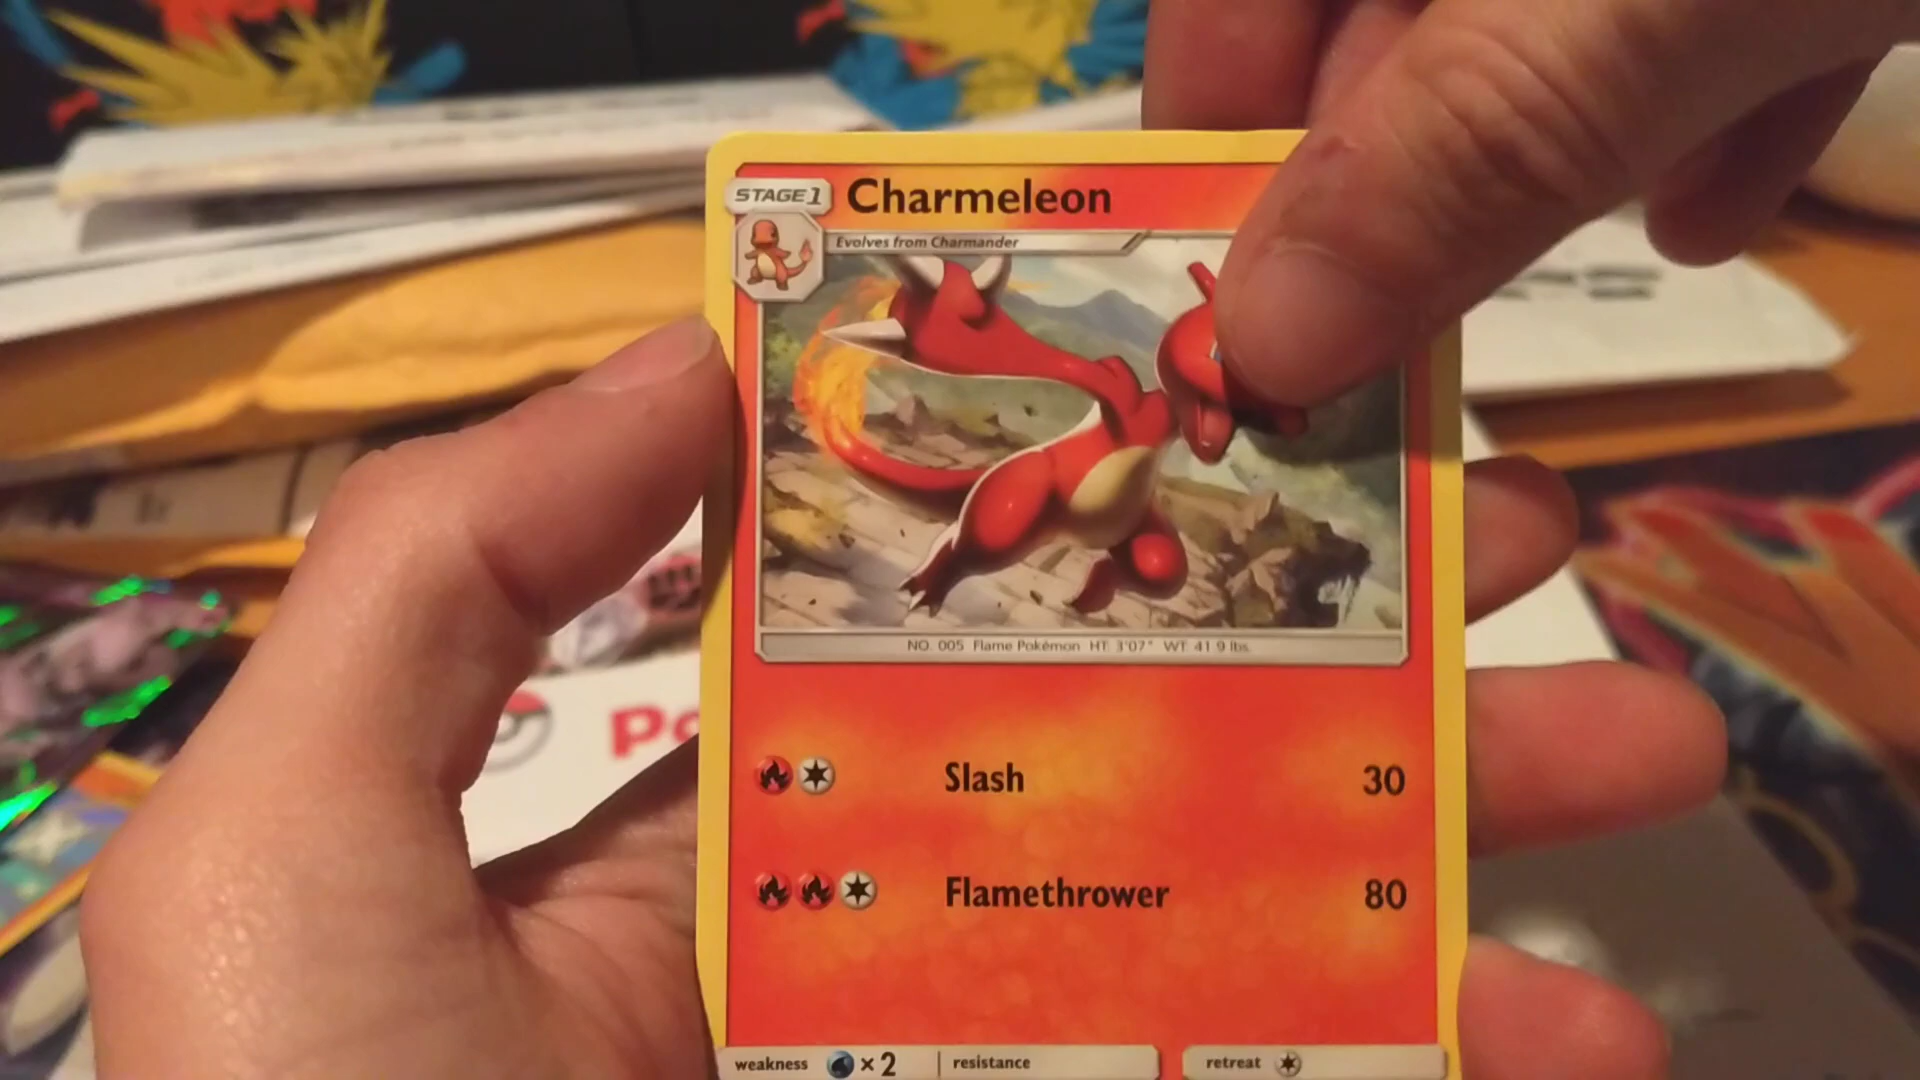 STAGE 1 Charmeleon
Evolves from Charmander
NO. 005 Flame Pokémon HT: 3'07" WT: 41.9 lbs.
Po
Slash 30
Flamethrower 80
weakness ×2 resistance retreat